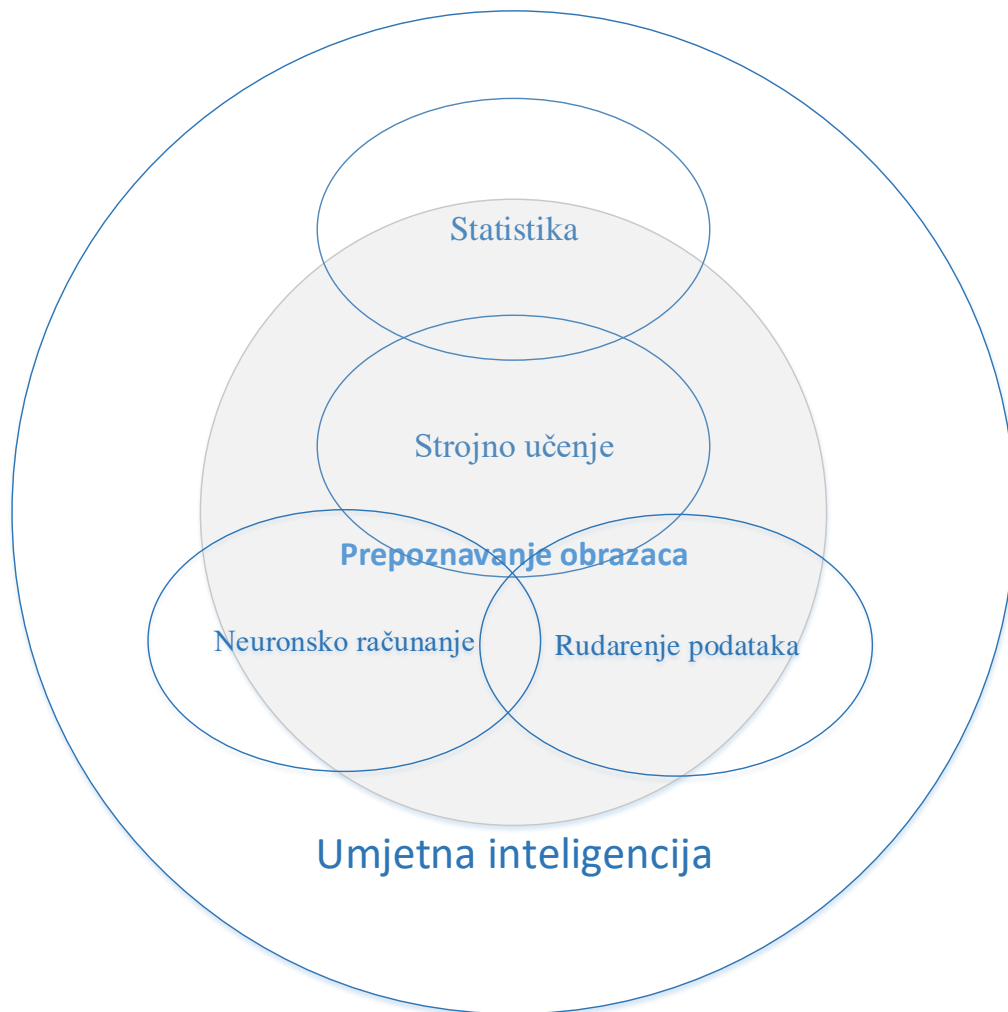 Statistika
Strojno učenje
Prepoznavanje obrazaca
Neuronsko računanje
Rudarenje podataka
Umjetna inteligencija